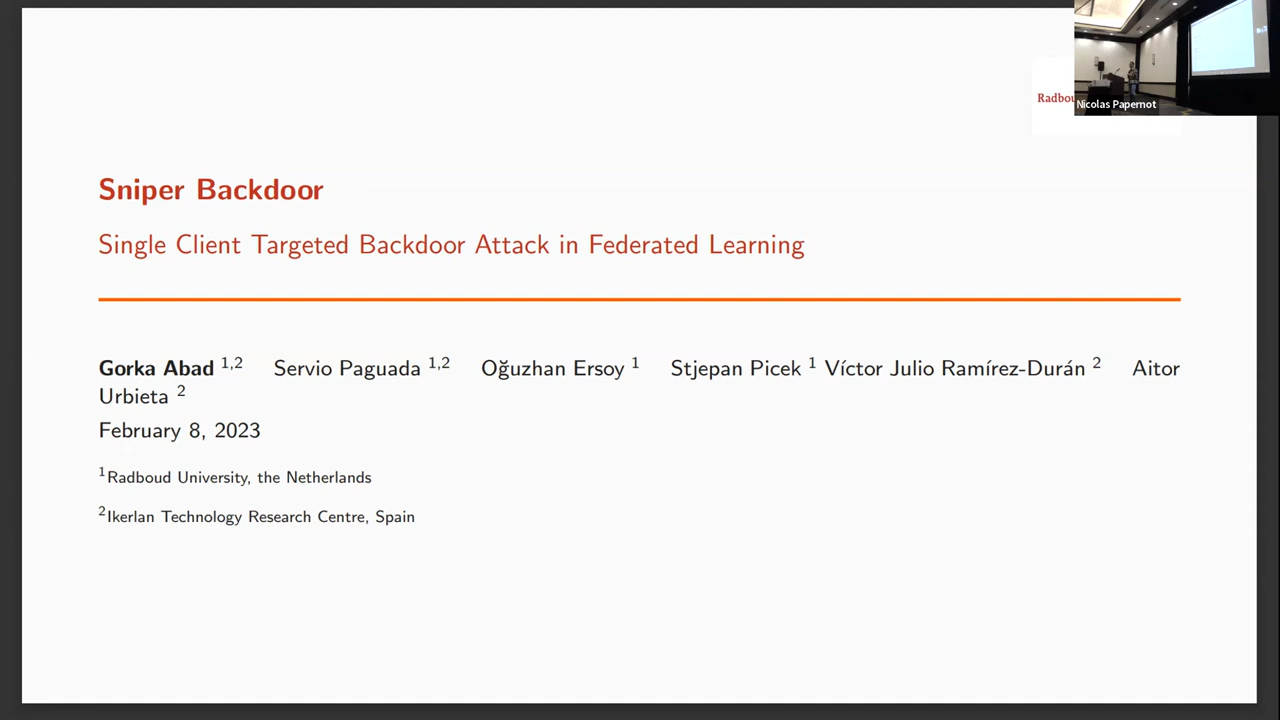 Radbou
Nicolas Papernot
Sniper Backdoor
Single Client Targeted Backdoor Attack in Federated Learning
Gorka Abad 1,2 Servio Paguada 1,2 Oğuzhan Ersoy 1 Stjepan Picek 1 Víctor Julio Ramírez-Durán 2 Aitor
Urbieta 2
February 8, 2023
1Radboud University, the Netherlands
2Ikerlan Technology Research Centre, Spain